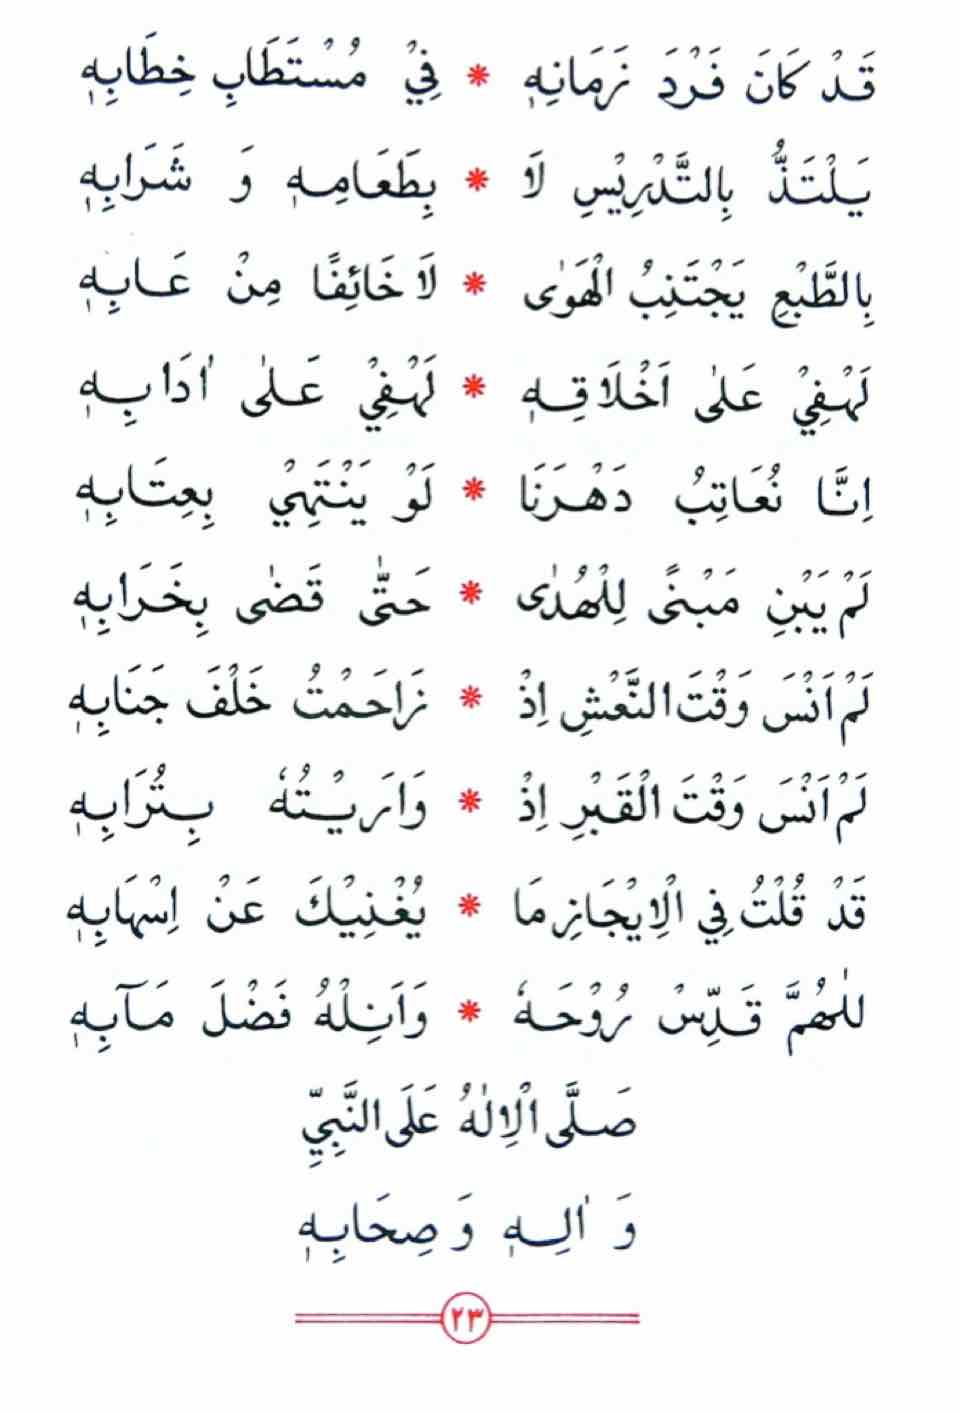 قَدْ كَانَ فَرْدَ زَمَانِهٖ * فِيْ مُسْتَطَابِ خِطَابِهٖ
يَلْتَذُّ بِالتَّدْرِيْسِ لَا * بِطَعَامِهٖ وَ شَرَابِهٖ
بِالطَّبْعِ يَجْتَنِبُ الْهَوٰى * لَا خَائِفًا مِنْ عَابِهٖ
لَهْفِيْ عَلٰى اَخْلَاقِهٖ * لَهْفِيْ عَلٰى اٰدَابِهٖ
اِنَّا نُعَاتِبُ دَهْرَنَا * لَوْ يَنْتَهِيْ بِعِتَابِهٖ
لَمْ يَبْنِ مَبْنًى لِلْهُدٰى * حَتّٰى قَضٰى بِخَرَابِهٖ
لَمْ اَنْسَ وَقْتَ النَّعْشِ اِذْ * زَاحَمْتُ خَلْفَ جَنَابِهٖ
لَمْ اَنْسَ وَقْتَ الْقَبْرِ اِذْ * وَارَيْتُهٗ بِتُرَابِهٖ
قَدْ قُلْتُ فِي الْاِيْجَازِ مَا * يُغْنِيْكَ عَنْ اِسْهَابِهٖ
لٰلهُمَّ قَدِّسْ رُوْحَهٗ * وَاَنِلْهُ فَضْلَ مَآبِهٖ
صَلَّى الْاِلٰهُ عَلَى النَّبِيِّ
وَ اٰلِهٖ وَ صِحَابِهٖ
٢٣